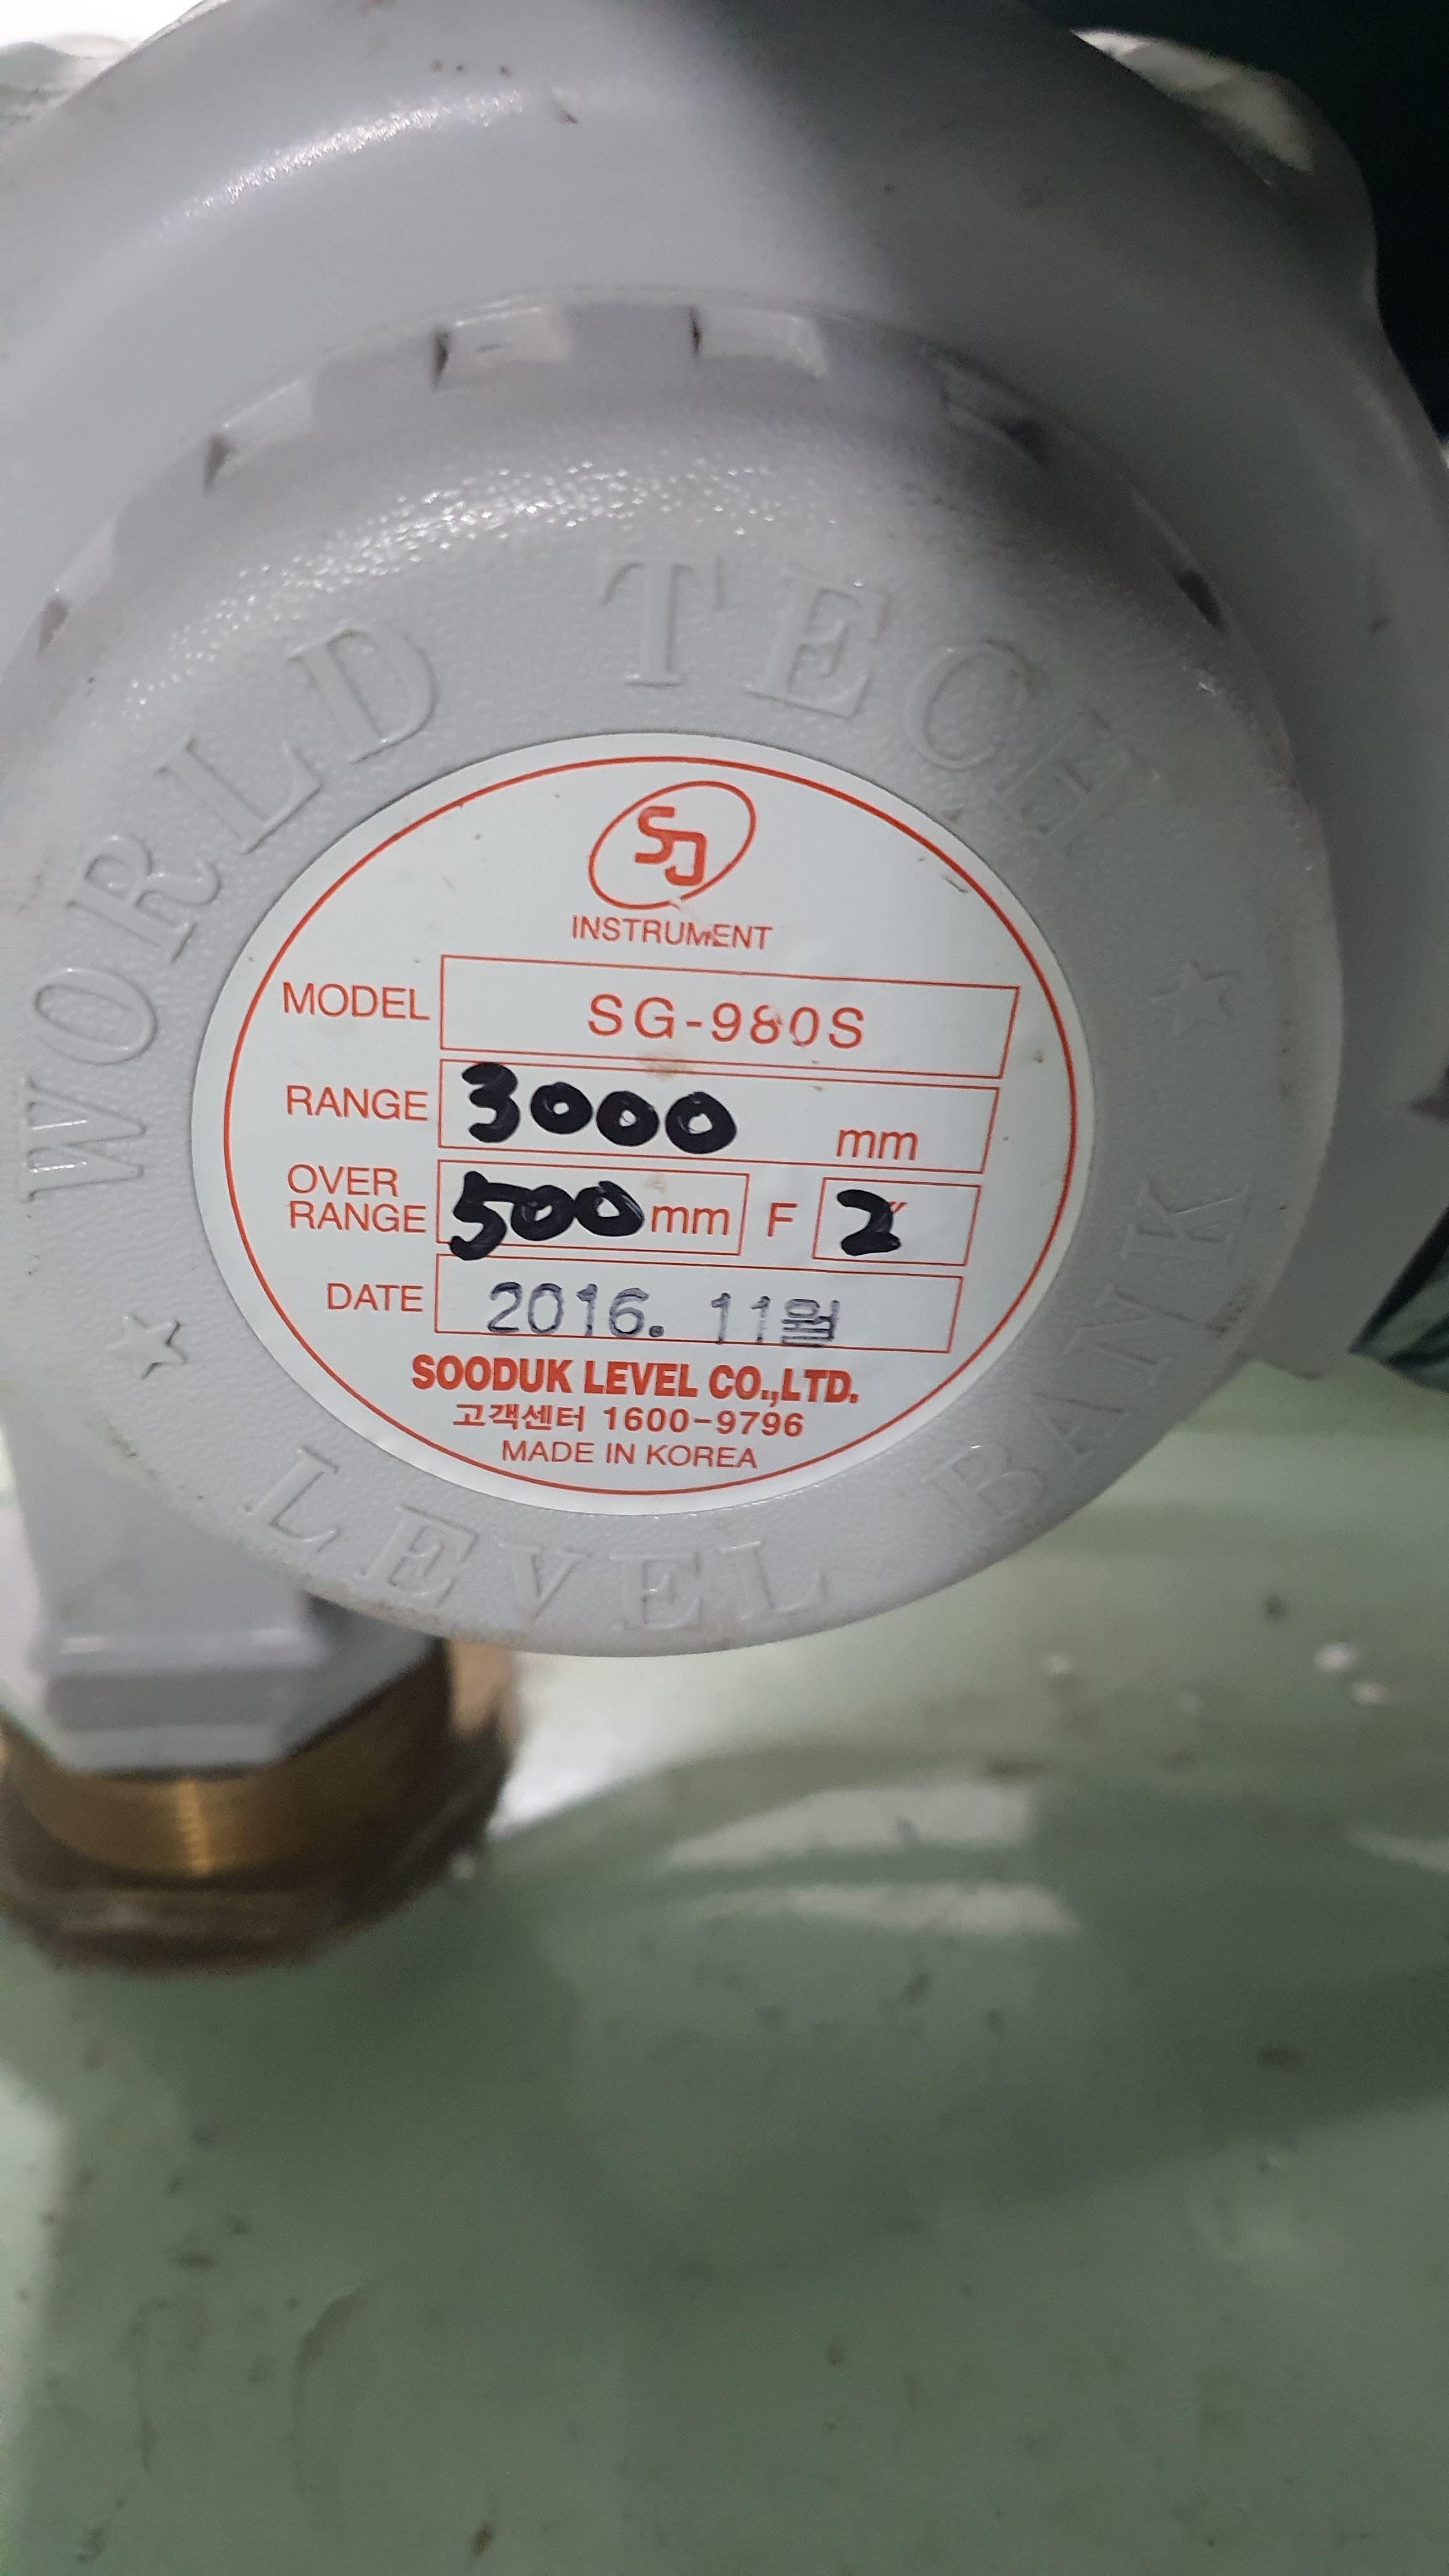 WORLD TECH
SD
INSTRUMENT
MODEL SG-980S
RANGE 3000 mm
OVER RANGE 500 mm F 2"
DATE 2016. 11월
SOODUK LEVEL CO.,LTD.
고객센터 1600-9796
MADE IN KOREA
LEVEL BANK